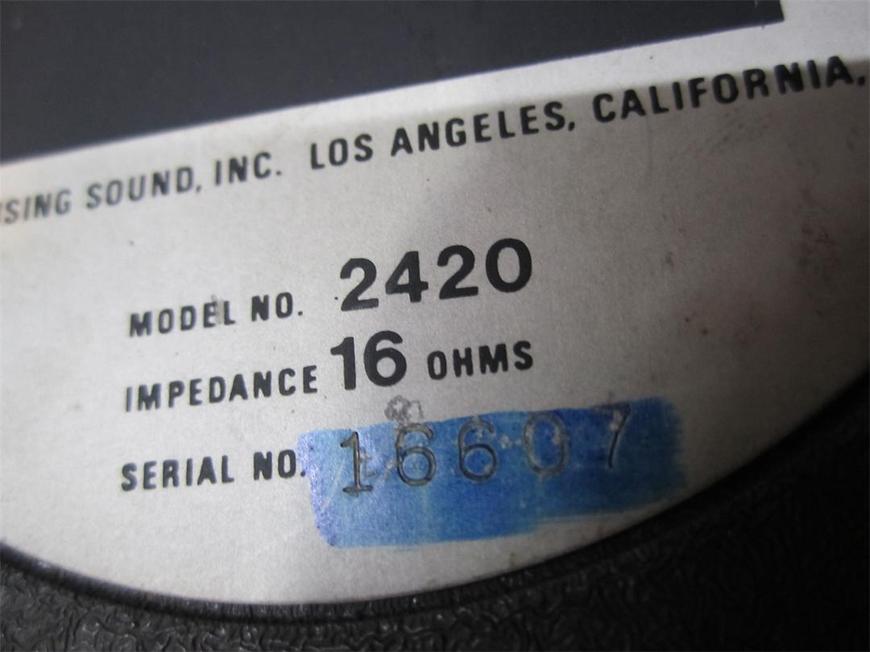 SING SOUND, INC. LOS ANGELES, CALIFORNIA.
MODEL NO. 2420
IMPEDANCE 16 OHMS
SERIAL NO. 16607